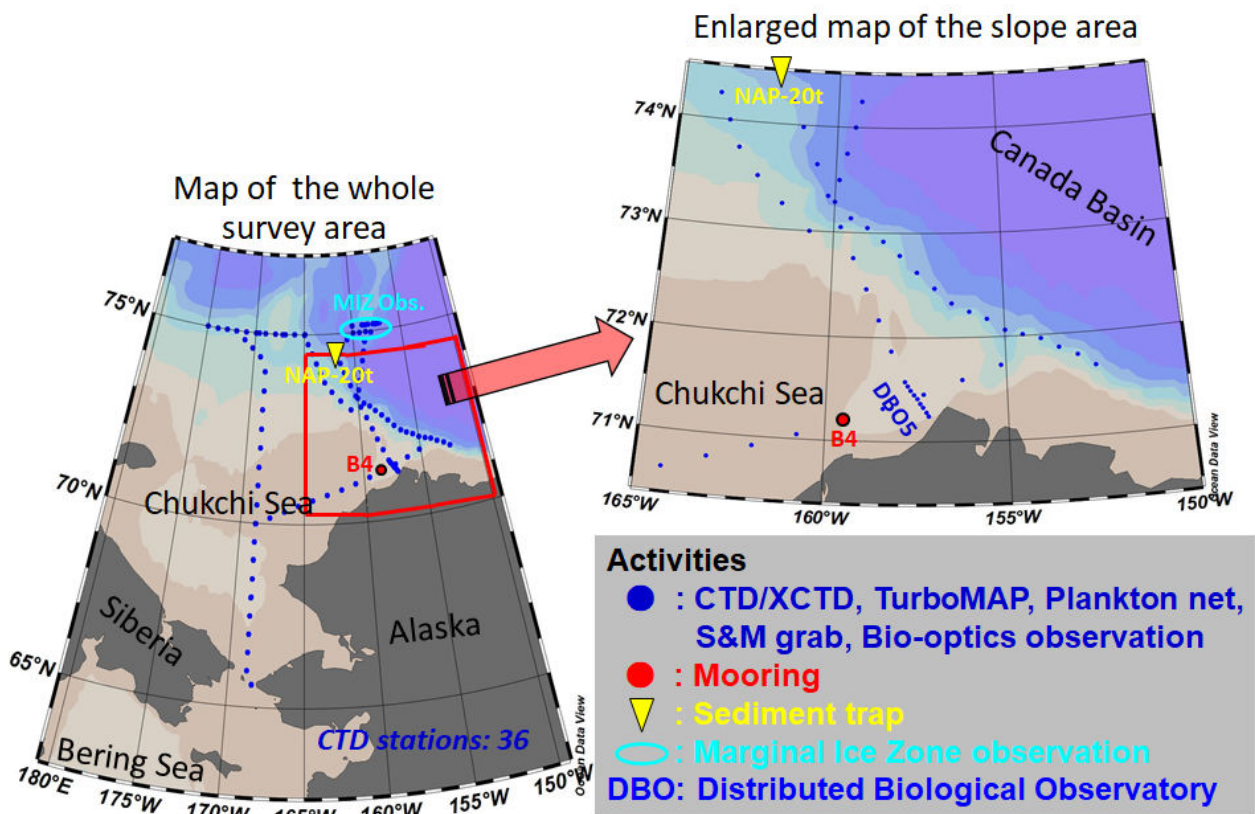 Map of the whole
survey area
75°N
70°N
65°N
MIZ Obs.
NAP-20t
B4
Chukchi Sea
Siberia
Alaska
CTD stations: 36
Bering Sea
180°E
175°W
170°W
165°W
160°W
155°W
150°W
Ocean Data View
Enlarged map of the slope area
74°N
73°N
72°N
71°N
NAP-20t
Canada Basin
Chukchi Sea
DBO5
B4
165°W
160°W
155°W
150°W
Ocean Data View
Activities
: CTD/XCTD, TurboMAP, Plankton net,
S&M grab, Bio-optics observation
: Mooring
: Sediment trap
: Marginal Ice Zone observation
DBO: Distributed Biological Observatory